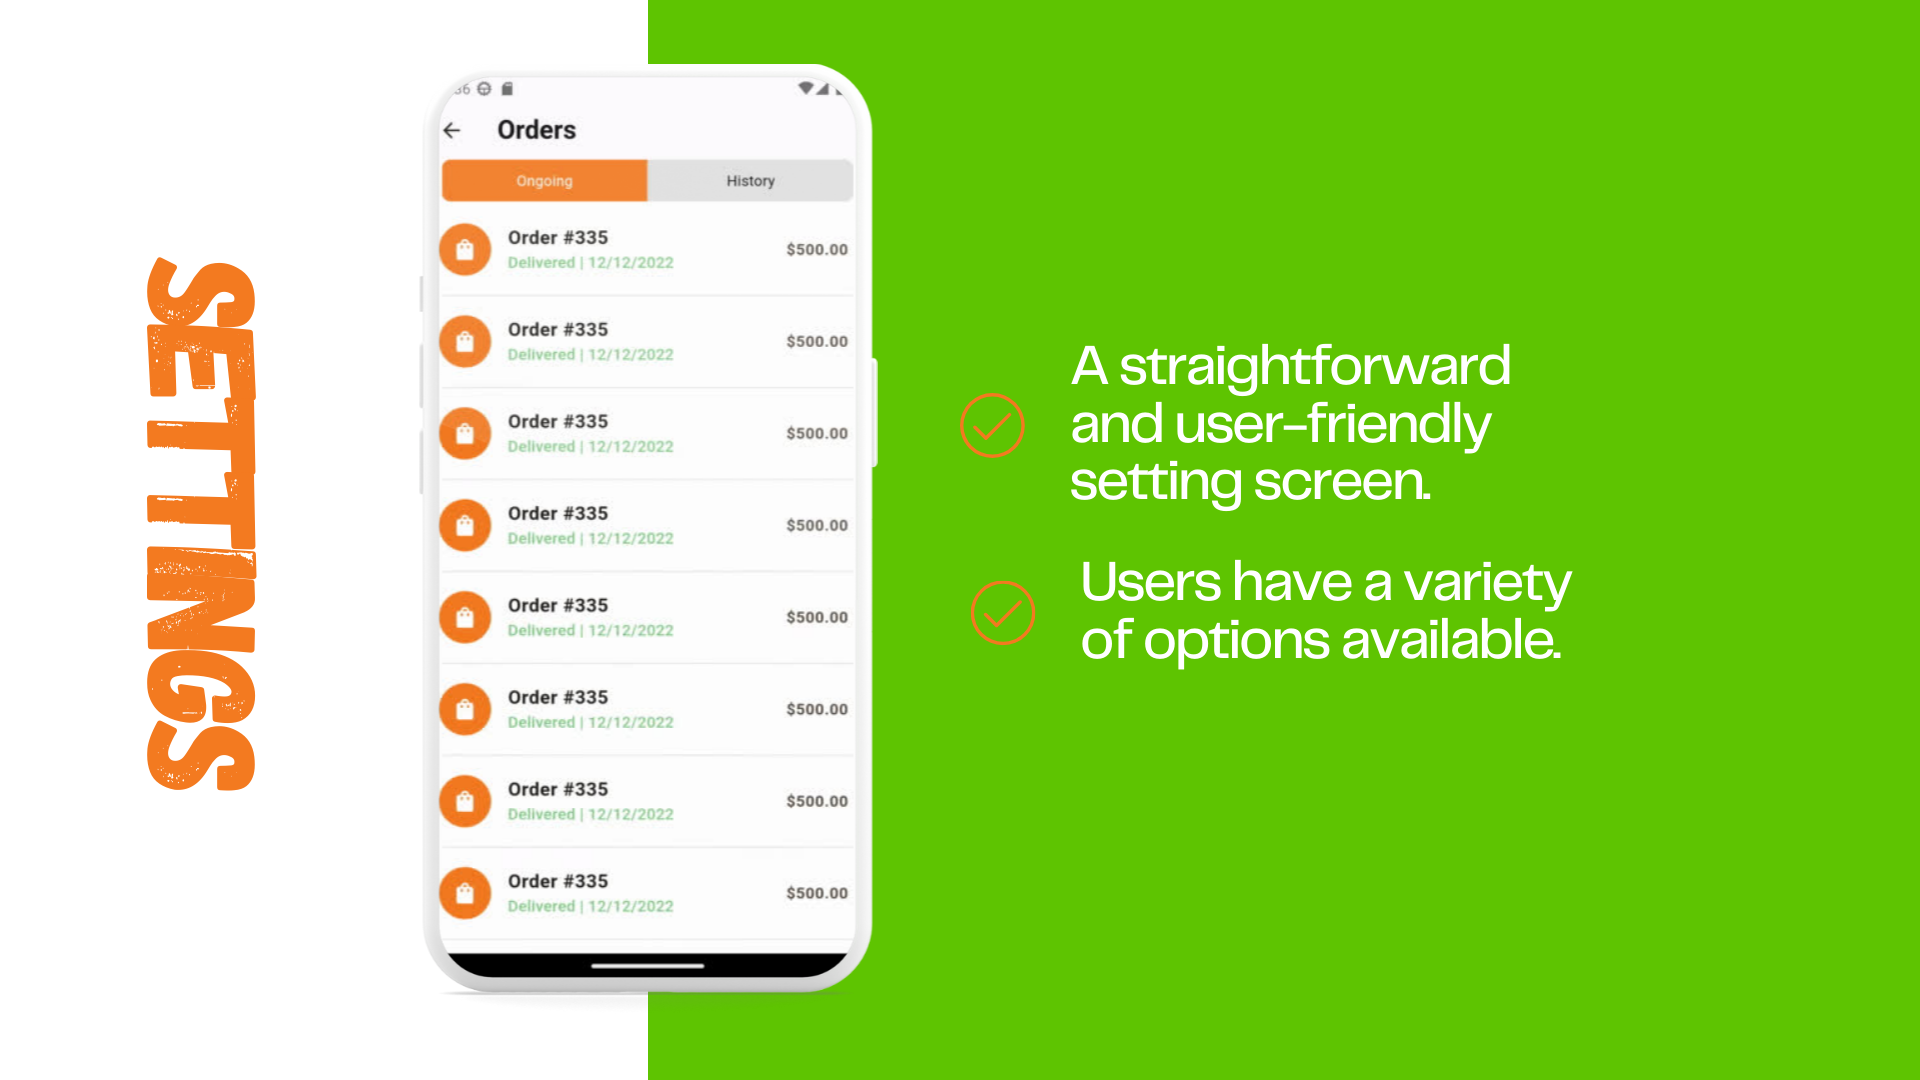 SETTINGS
36
Orders
Ongoing History
Order #335
Delivered | 12/12/2022
$500.00
Order #335
Delivered | 12/12/2022
$500.00
Order #335
Delivered | 12/12/2022
$500.00
Order #335
Delivered | 12/12/2022
$500.00
Order #335
Delivered | 12/12/2022
$500.00
Order #335
Delivered | 12/12/2022
$500.00
Order #335
Delivered | 12/12/2022
$500.00
Order #335
Delivered | 12/12/2022
$500.00
A straightforward
and user-friendly
setting screen.
Users have a variety
of options available.